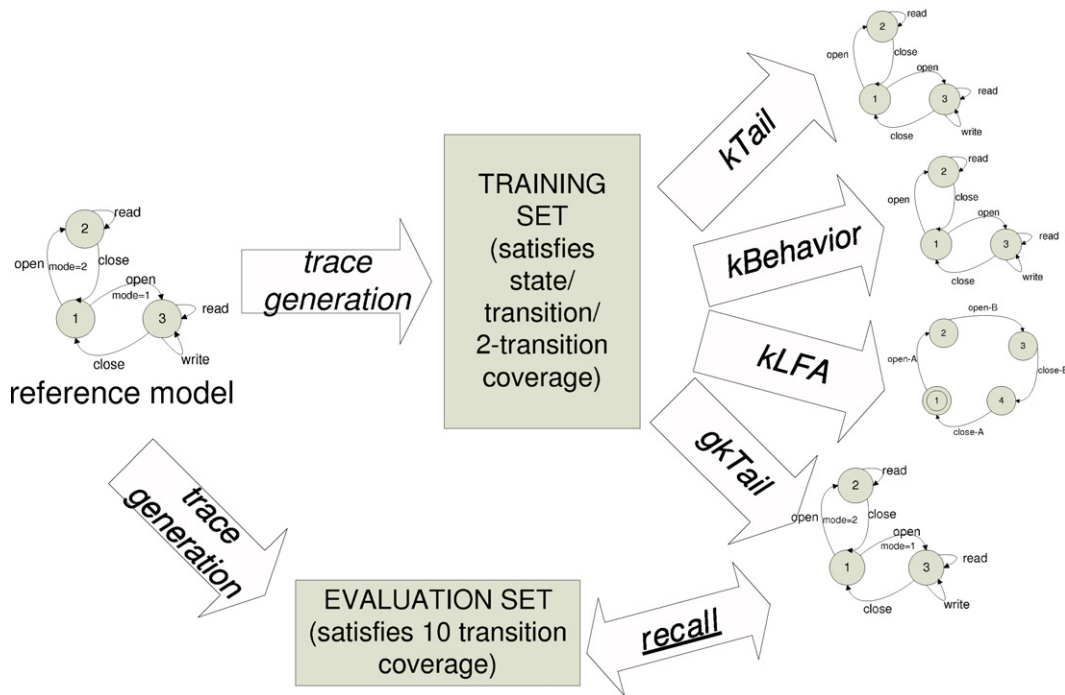 read
2
open
close
open
1
3
read
close
write
read
2
open
mode=2
close
open
mode=1
1
3
read
close
write
reference model
trace
generation
TRAINING
SET
(satisfies
state/
transition/
2-transition
coverage)
kTail
kBehavior
kLFA
gkTail
read
2
open
close
open
1
3
read
close
write
open-B
2
3
open-A
1
4
close-A
read
2
open
mode=2
close
open
mode=1
1
3
read
close
write
trace
generation
EVALUATION SET
(satisfies 10 transition
coverage)
recall